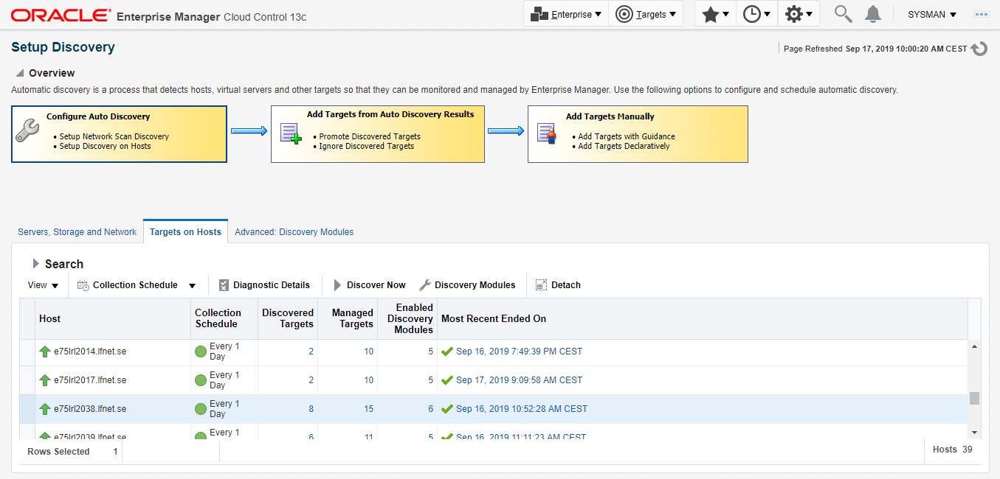 ORACLE® Enterprise Manager Cloud Control 13c
Enterprise
Targets
SYSMAN
Setup Discovery
Page Refreshed Sep 17, 2019 10:00:20 AM CEST
Overview
Automatic discovery is a process that detects hosts, virtual servers and other targets so that they can be monitored and managed by Enterprise Manager. Use the following options to configure and schedule automatic discovery.
Configure Auto Discovery
• Setup Network Scan Discovery
• Setup Discovery on Hosts
Add Targets from Auto Discovery Results
• Promote Discovered Targets
• Ignore Discovered Targets
Add Targets Manually
• Add Targets with Guidance
• Add Targets Declaratively
Servers, Storage and Network
Targets on Hosts
Advanced: Discovery Modules
Search
View
Collection Schedule
Diagnostic Details
Discover Now
Discovery Modules
Detach
Host
Collection
Schedule
Discovered
Targets
Managed
Targets
Enabled
Discovery
Modules
Most Recent Ended On
e75lrl2014.lfnet.se
Every 1
Day
2
10
5
Sep 16, 2019 7:49:39 PM CEST
e75lrl2017.lfnet.se
Every 1
Day
2
10
5
Sep 17, 2019 9:09:58 AM CEST
e75lrl2038.lfnet.se
Every 1
Day
8
15
6
Sep 16, 2019 10:52:28 AM CEST
e75lrl2039.lfnet.se
Every 1
6
11
5
Sep 16, 2019 11:11:23 AM CEST
Rows Selected 1
Hosts 39